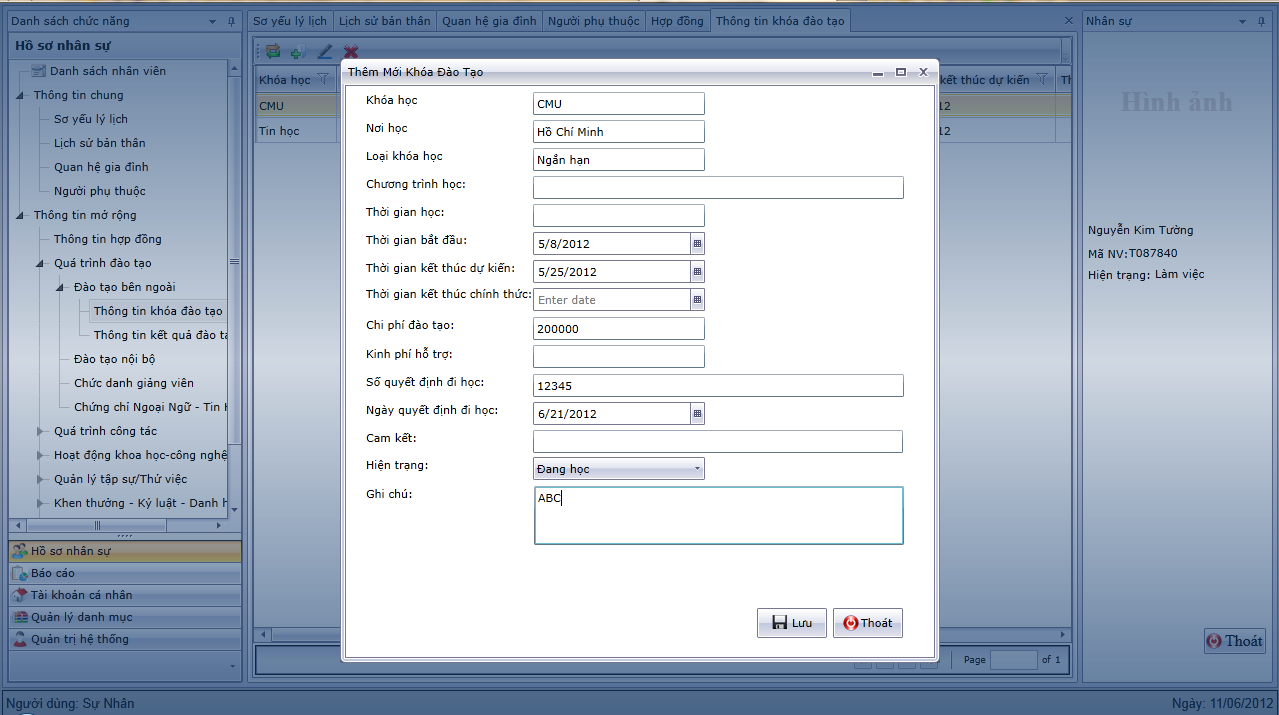 Danh sách chức năng
Hồ sơ nhân sự
Danh sách nhân viên
Thông tin chung
Sơ yếu lý lịch
Lịch sử bản thân
Quan hệ gia đình
Người phụ thuộc
Thông tin mở rộng
Thông tin hợp đồng
Quá trình đào tạo
Đào tạo bên ngoài
Thông tin khóa đào tạo
Thông tin kết quả đào tạ
Đào tạo nội bộ
Chức danh giảng viên
Chứng chỉ Ngoại Ngữ - Tin H
Quá trình công tác
Hoạt động khoa học-công nghệ
Quản lý tập sự/Thử việc
Khen thưởng - Kỷ luật - Danh h
Hồ sơ nhân sự
Báo cáo
Tài khoản cá nhân
Quản lý danh mục
Quản trị hệ thống
Sơ yếu lý lịch Lịch sử bản thân Quan hệ gia đình Người phụ thuộc Hợp đồng Thông tin khóa đào tạo
Khóa học kết thúc dự kiến Th
CMU 12
Tin học 12
Thêm Mới Khóa Đào Tạo
Khóa học CMU
Nơi học Hồ Chí Minh
Loại khóa học Ngắn hạn
Chương trình học:
Thời gian học:
Thời gian bắt đầu: 5/8/2012
Thời gian kết thúc dự kiến: 5/25/2012
Thời gian kết thúc chính thức: Enter date
Chi phí đào tạo: 200000
Kinh phí hỗ trợ:
Số quyết định đi học: 12345
Ngày quyết định đi học: 6/21/2012
Cam kết:
Hiện trạng: Đang học
Ghi chú: ABC
Lưu Thoát
Page of 1
Nhân sự
Hình ảnh
Nguyễn Kim Tường
Mã NV: T087840
Hiện trạng: Làm việc
Thoát
Người dùng: Sự Nhân Ngày: 11/06/2012